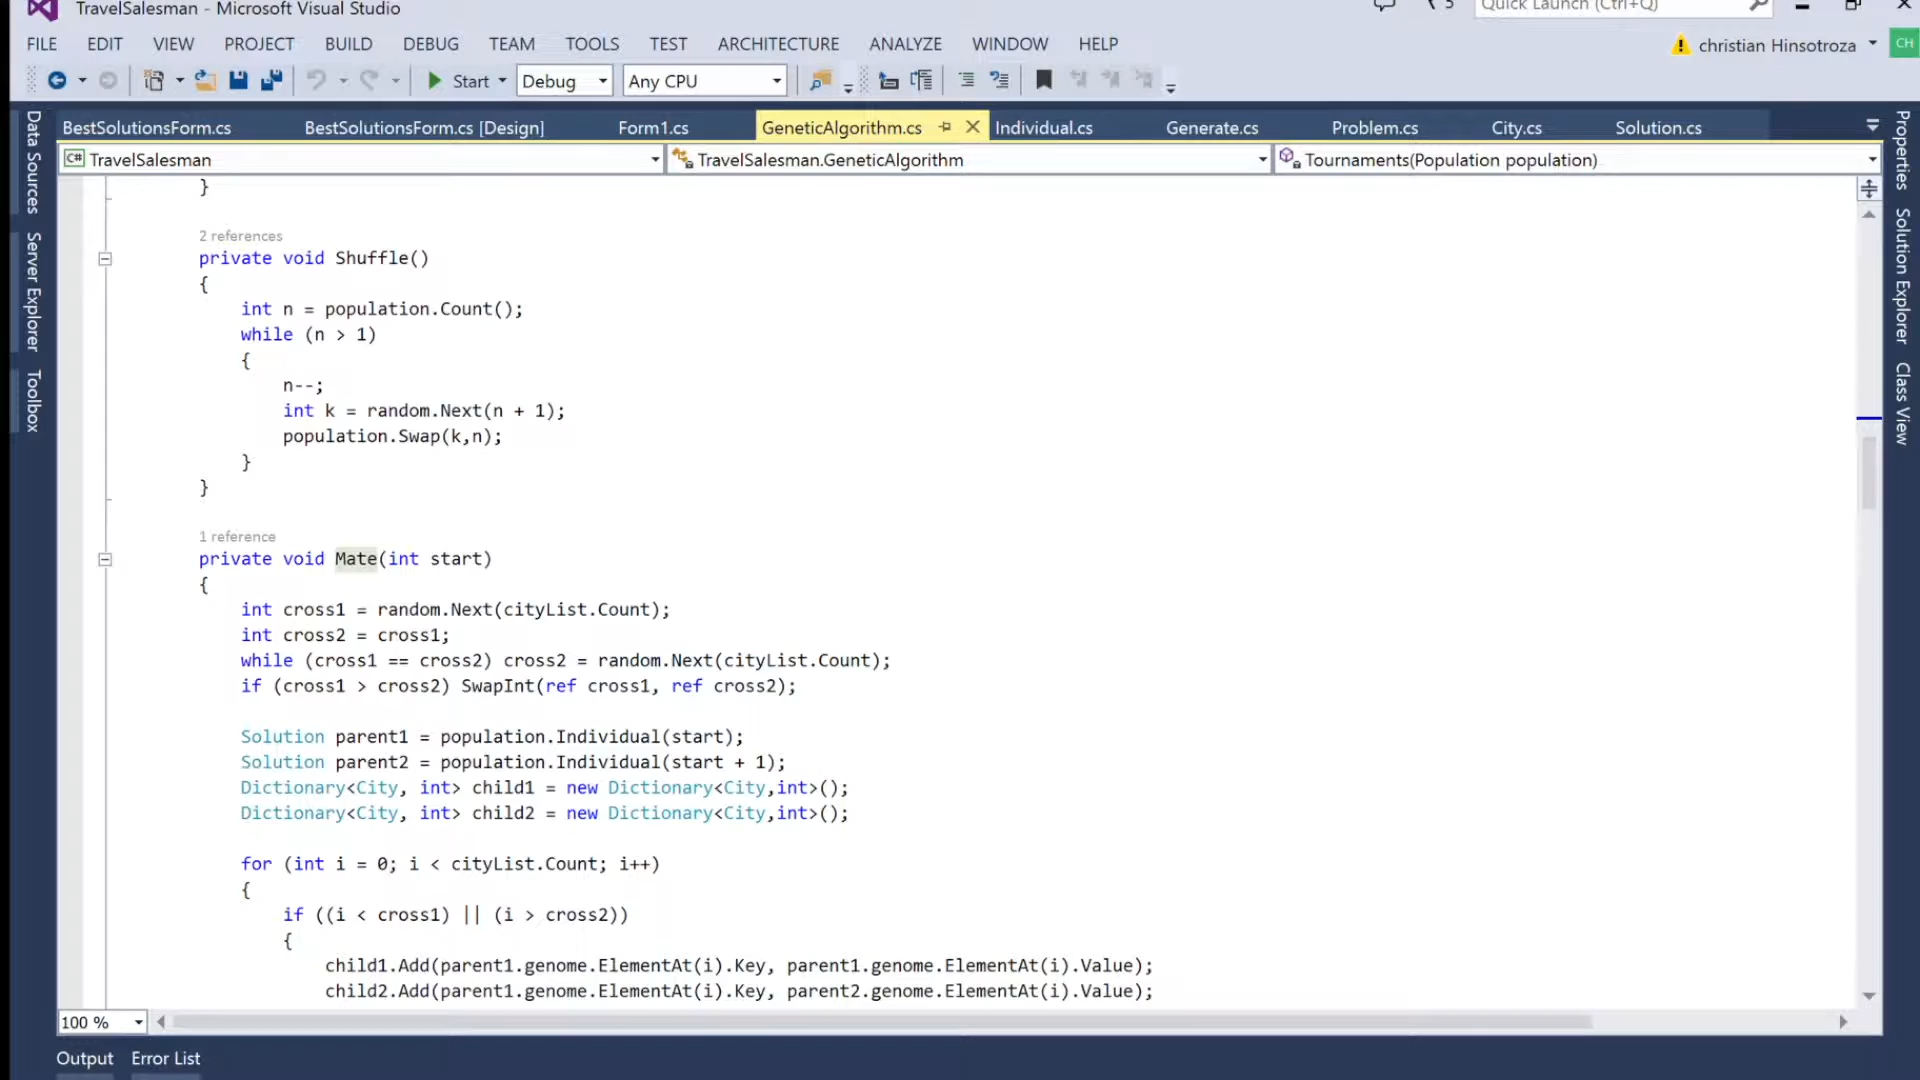 TravelSalesman - Microsoft Visual Studio
5
Quick Launch (Ctrl+Q)
FILE EDIT VIEW PROJECT BUILD DEBUG TEAM TOOLS TEST ARCHITECTURE ANALYZE WINDOW HELP
christian Hinsotroza
CH
Start Debug Any CPU
BestSolutionsForm.cs BestSolutionsForm.cs [Design] Form1.cs GeneticAlgorithm.cs Individual.cs Generate.cs Problem.cs City.cs Solution.cs
C# TravelSalesman TravelSalesman.GeneticAlgorithm Tournaments(Population population)
Data Sources
Server Explorer
Toolbox
}
2 references
private void Shuffle()
{
int n = population.Count();
while (n > 1)
{
n--;
int k = random.Next(n + 1);
population.Swap(k,n);
}
}
1 reference
private void Mate(int start)
{
int cross1 = random.Next(cityList.Count);
int cross2 = cross1;
while (cross1 == cross2) cross2 = random.Next(cityList.Count);
if (cross1 > cross2) SwapInt(ref cross1, ref cross2);
Solution parent1 = population.Individual(start);
Solution parent2 = population.Individual(start + 1);
Dictionary<City, int> child1 = new Dictionary<City,int>();
Dictionary<City, int> child2 = new Dictionary<City,int>();
for (int i = 0; i < cityList.Count; i++)
{
if ((i < cross1) || (i > cross2))
{
child1.Add(parent1.genome.ElementAt(i).Key, parent1.genome.ElementAt(i).Value);
child2.Add(parent1.genome.ElementAt(i).Key, parent2.genome.ElementAt(i).Value);
Properties
Solution Explorer
Class View
100 %
Output Error List